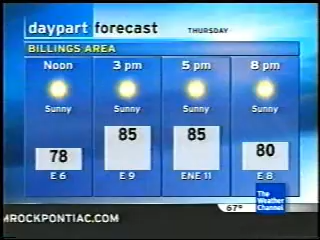 daypart forecast THURSDAY
BILLINGS AREA
Noon 3 pm 5 pm 8 pm
Sunny Sunny Sunny Sunny
78 85 85 80
E 6 E 9 ENE 11 E 8
The
Weather
Channel
67°
MROCKPONTIAC.COM